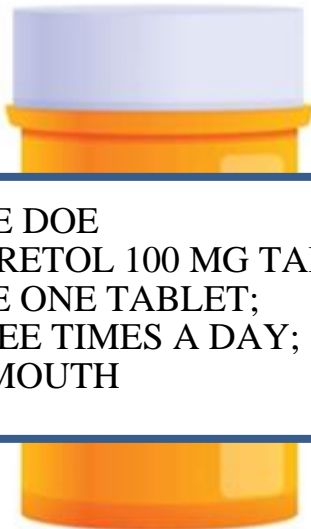 E DOE
RETOL 100 MG TA
E ONE TABLET;
EE TIMES A DAY;
MOUTH